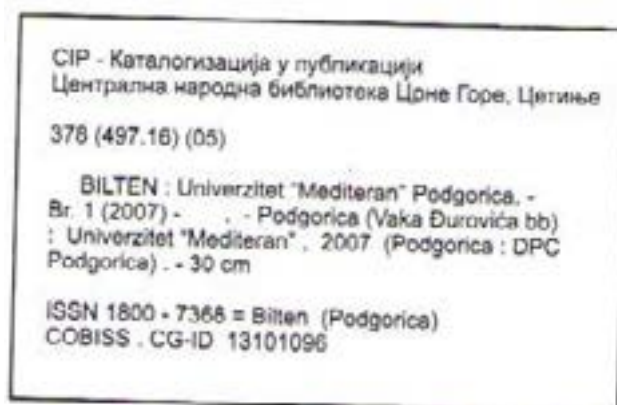 CIP - Каталогизација у публикацији
Централна народна библиотека Црне Горе, Цетиње
378 (497.16) (05)
BILTEN : Univerzitet "Mediteran" Podgorica. -
Br. 1 (2007) - . - Podgorica (Vaka Đurovića bb)
: Univerzitet "Mediteran" , 2007 (Podgorica : DPC
Podgorica) . - 30 cm
ISSN 1800 - 7368 = Bilten (Podgorica)
COBISS . CG-ID 13101096